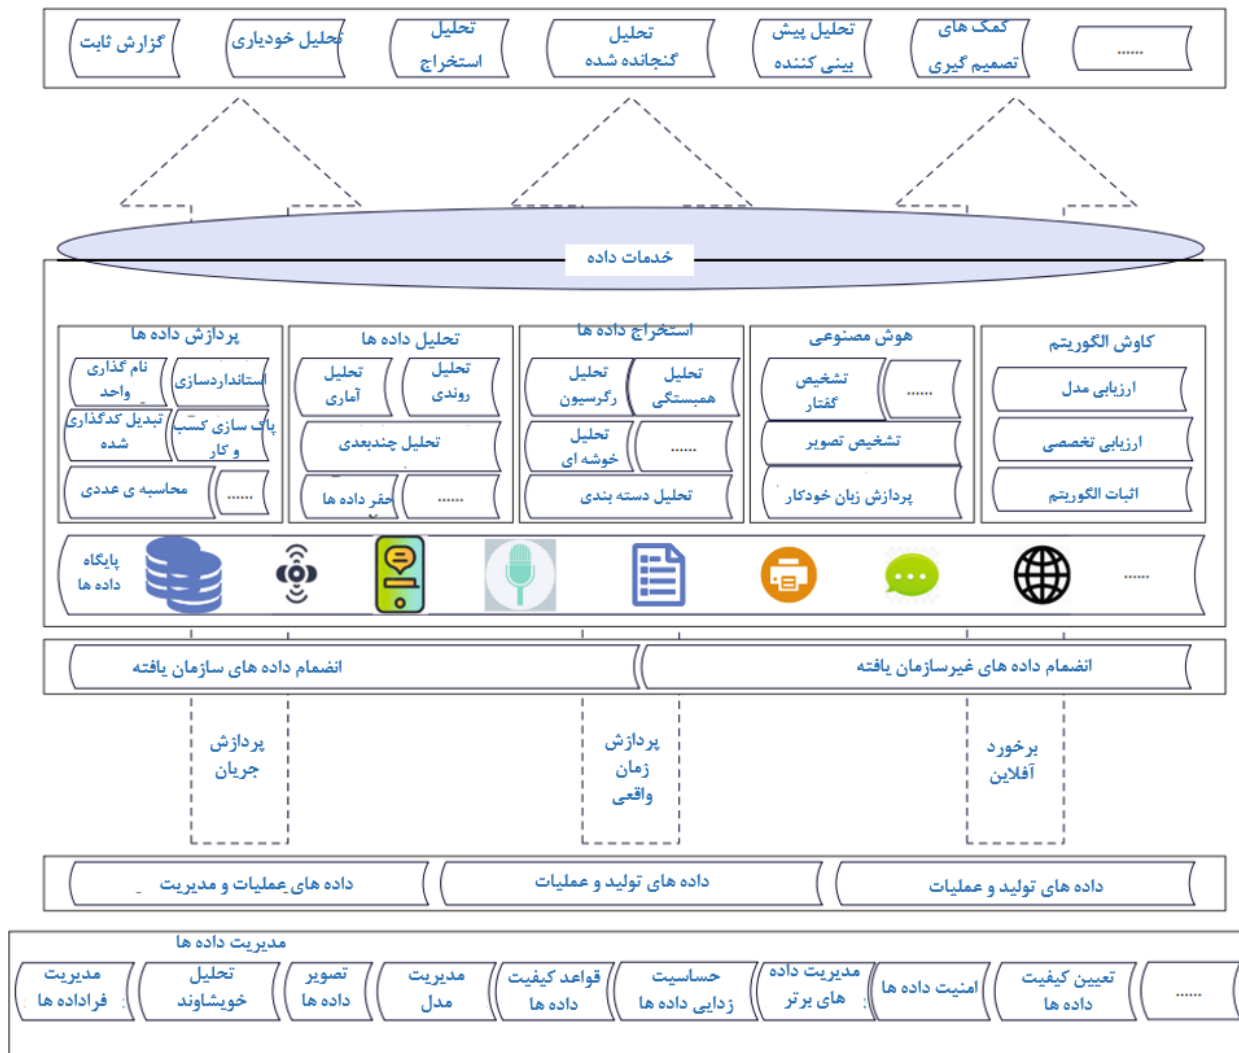 گزارش ثابت
تحلیل خودیاری
تحلیل
استخراج
تحلیل
گنجانده شده
تحلیل پیش
بینی کننده
کمک های
تصمیم گیری
......
خدمات داده
پردازش داده ها
نام گذاری
واحد
استانداردسازی
تبدیل کدگذاری
شده
پاک سازی کسب
و کار
محاسبه ی عددی
......
تحلیل داده ها
تحلیل
آماری
تحلیل
روندی
تحلیل چندبعدی
حفر داده ها
......
استخراج داده ها
تحلیل
رگرسیون
تحلیل
همبستگی
تحلیل
خوشه ای
......
تحلیل دسته بندی
هوش مصنوعی
تشخیص
گفتار
......
تشخیص تصویر
پردازش زبان خودکار
کاوش الگوریتم
ارزیابی مدل
ارزیابی تخصصی
اثبات الگوریتم
پایگاه
داده ها
......
انضمام داده های سازمان یافته
انضمام داده های غیرسازمان یافته
پردازش
جریان
پردازش
زمان
واقعی
برخورد
آفلاین
داده های عملیات و مدیریت
داده های تولید و عملیات
داده های تولید و عملیات
مدیریت داده ها
مدیریت
فراداده ها
تحلیل
خویشاوند
تصویر
داده ها
مدیریت
مدل
قواعد کیفیت
داده ها
حساسیت
زدایی داده ها
مدیریت داده
های برتر
امنیت داده ها
تعیین کیفیت
داده ها
......